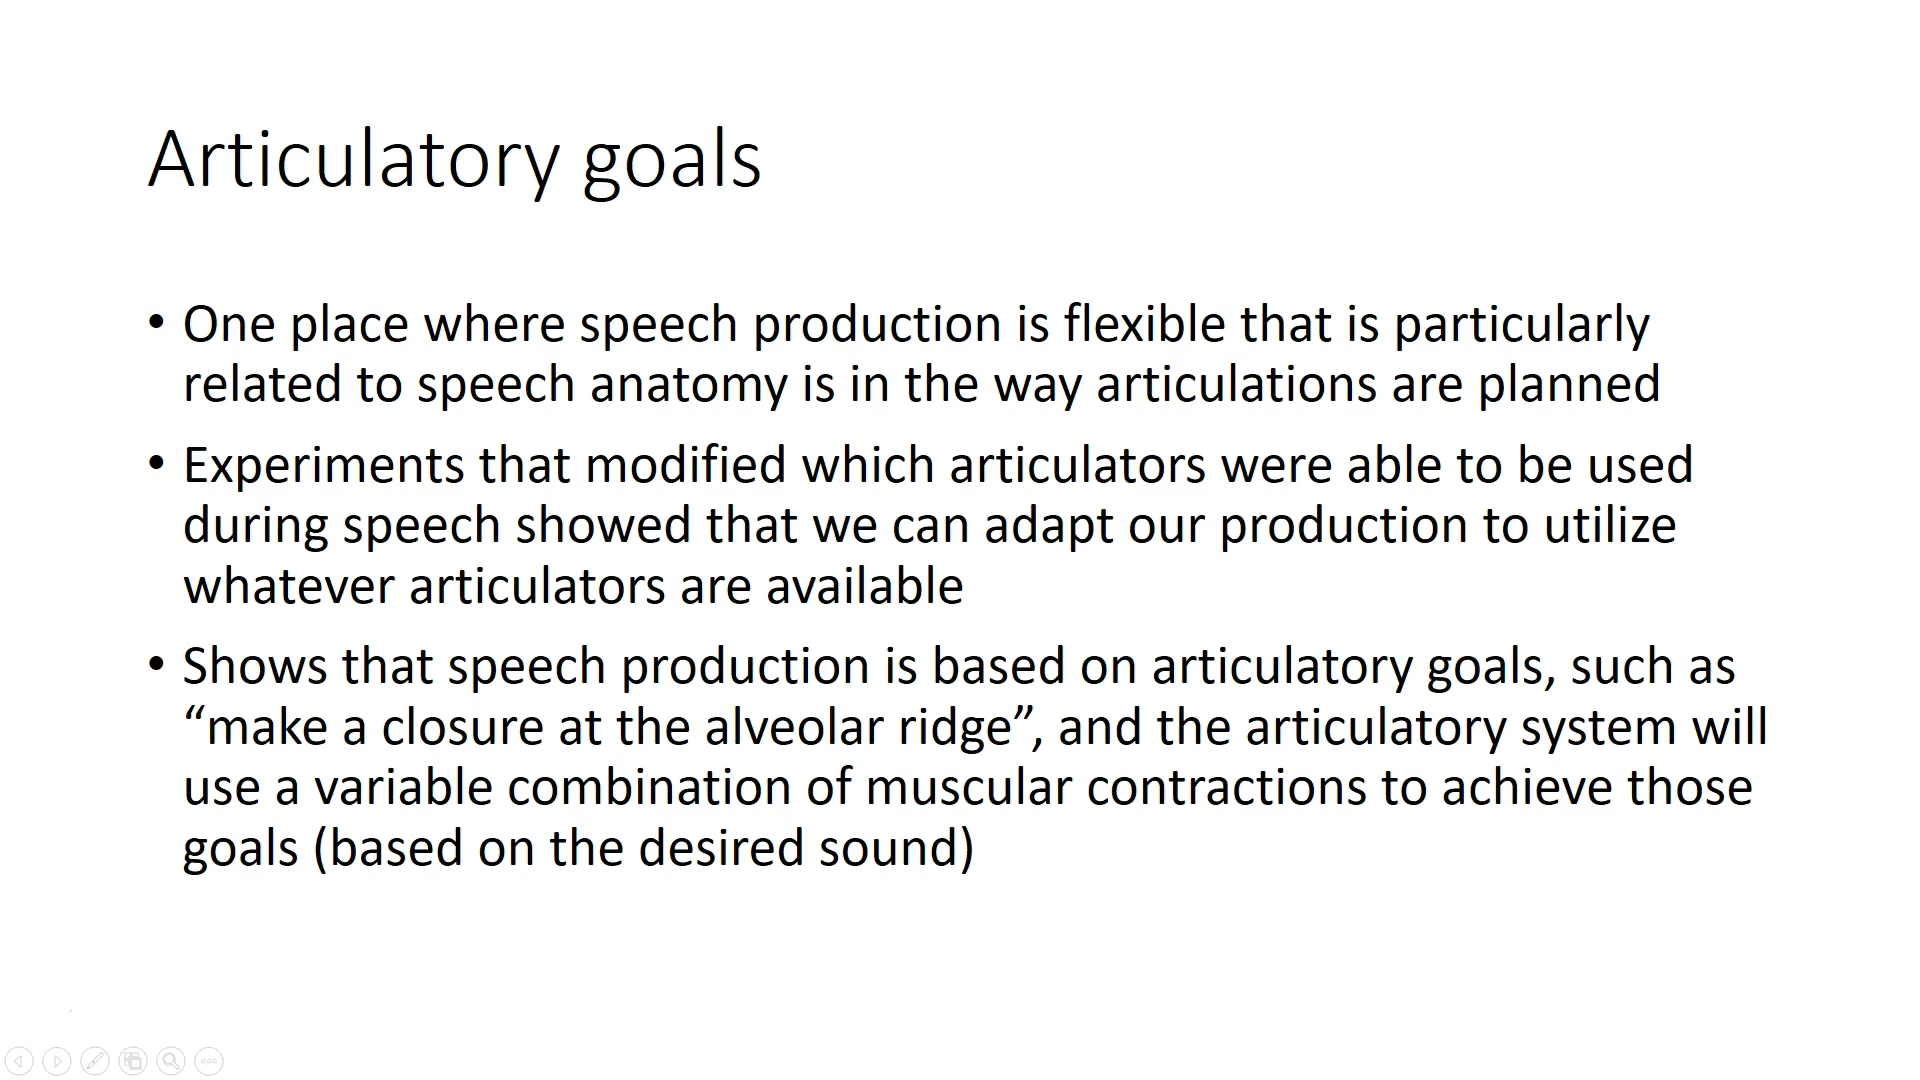 Articulatory goals
• One place where speech production is flexible that is particularly
related to speech anatomy is in the way articulations are planned
• Experiments that modified which articulators were able to be used
during speech showed that we can adapt our production to utilize
whatever articulators are available
• Shows that speech production is based on articulatory goals, such as
“make a closure at the alveolar ridge”, and the articulatory system will
use a variable combination of muscular contractions to achieve those
goals (based on the desired sound)